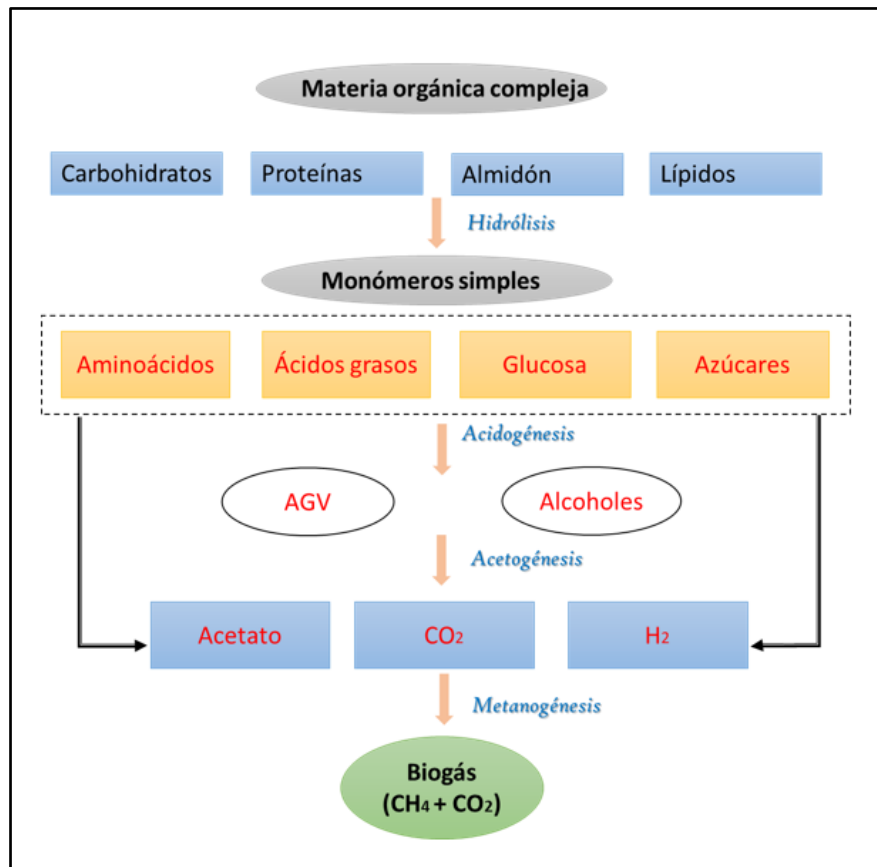 Materia orgánica compleja
Carbohidratos
Proteínas
Almidón
Lípidos
Hidrólisis
Monómeros simples
Aminoácidos
Ácidos grasos
Glucosa
Azúcares
Acidogénesis
AGV
Alcoholes
Acetogénesis
Acetato
CO₂
H₂
Metanogénesis
Biogás
(CH₄ + CO₂)